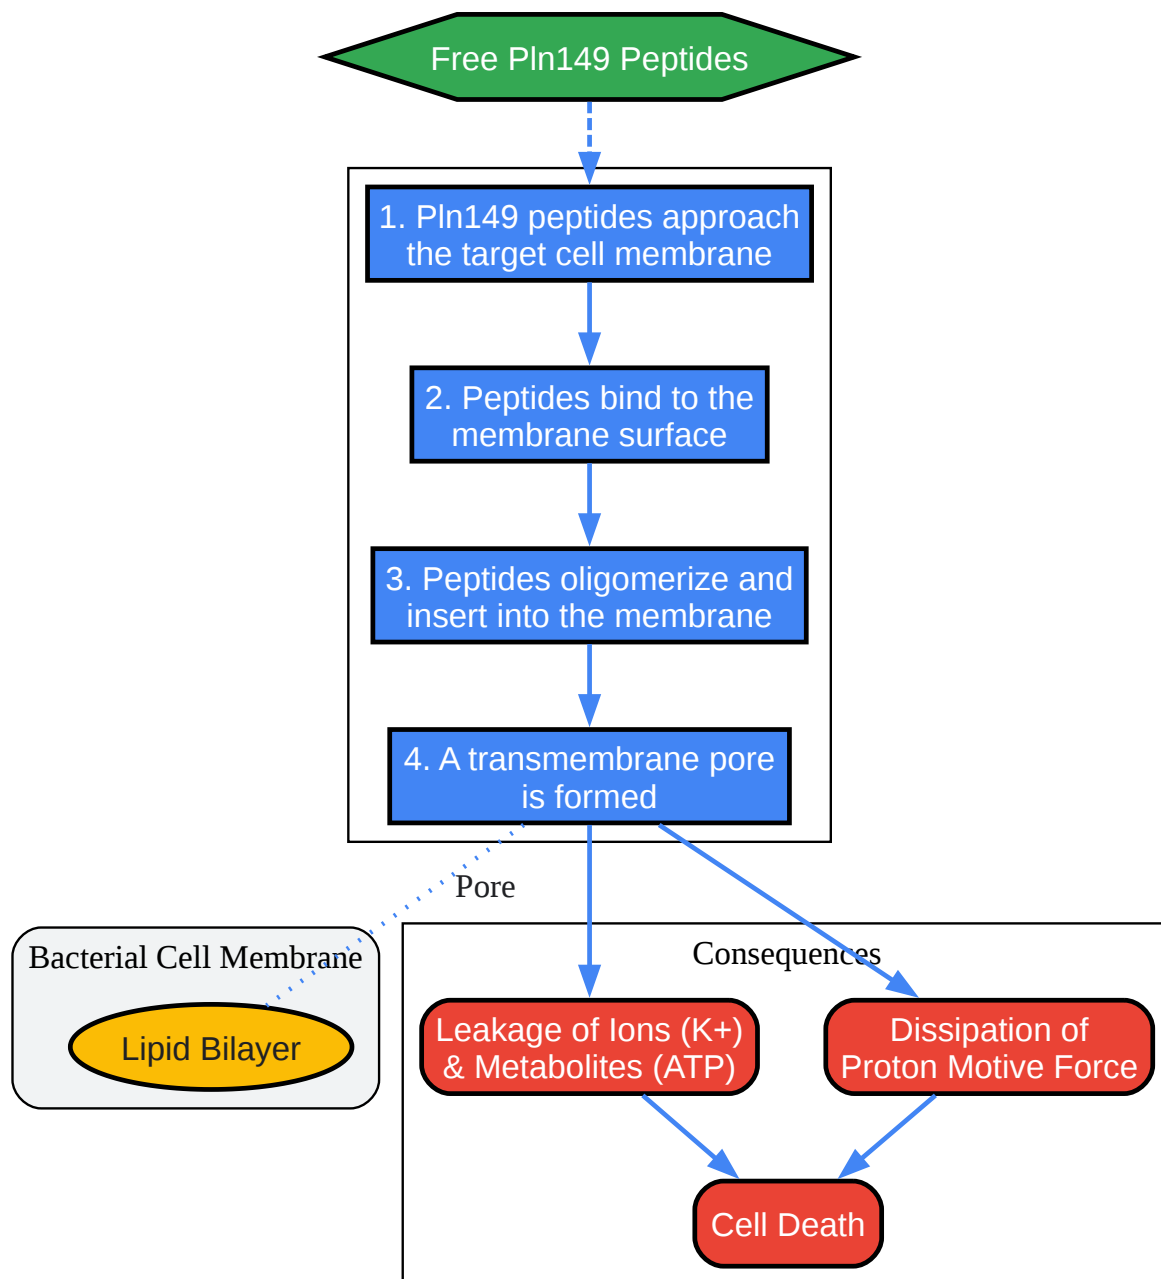 Free Pln149 Peptides
1. Pln149 peptides approach
the target cell membrane
2. Peptides bind to the
membrane surface
3. Peptides oligomerize and
insert into the membrane
4. A transmembrane pore
is formed
Pore
Bacterial Cell Membrane
Lipid Bilayer
Consequences
Leakage of Ions (K+)
& Metabolites (ATP)
Dissipation of
Proton Motive Force
Cell Death